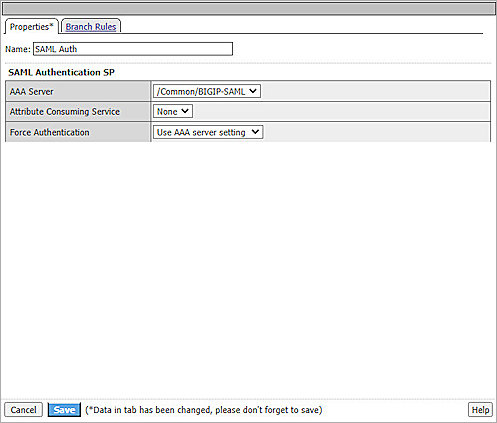 Properties* Branch Rules
Name: SAML Auth
SAML Authentication SP
AAA Server /Common/BIGIP-SAML
Attribute Consuming Service None
Force Authentication Use AAA server setting
Cancel Save (*Data in tab has been changed, please don't forget to save) Help